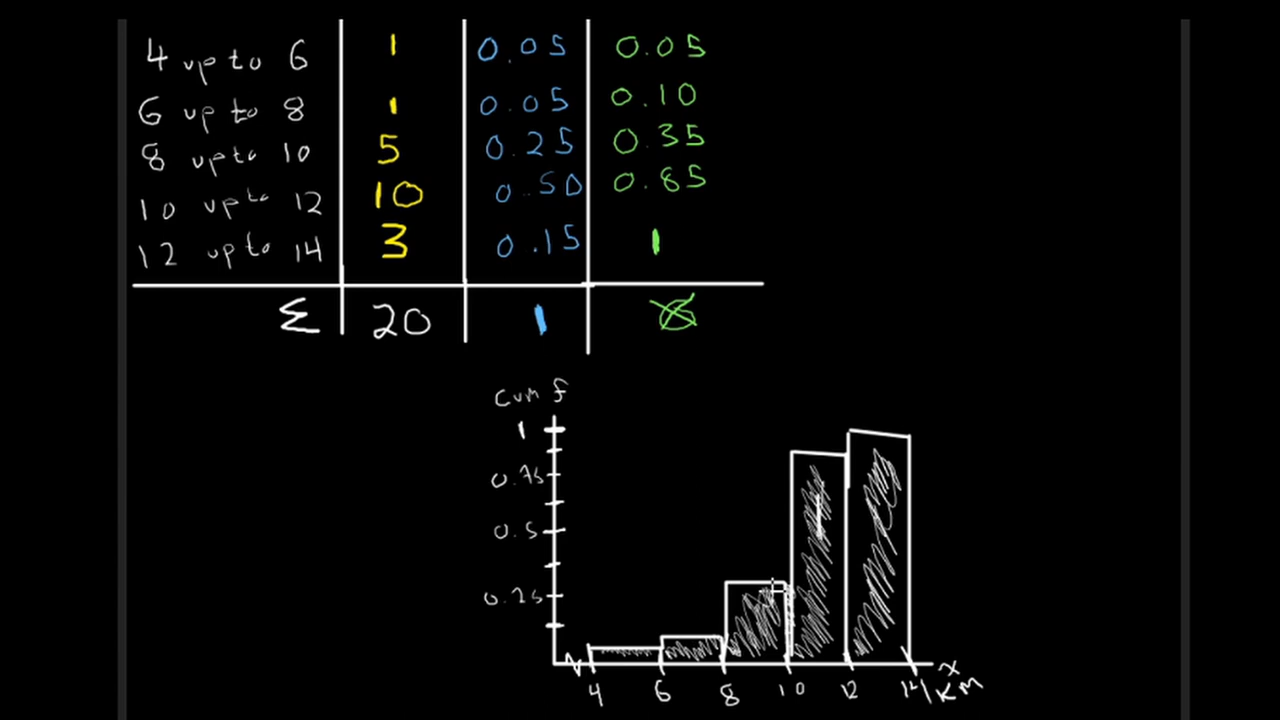 4 up to 6 1 0.05 0.05
6 up to 8 1 0.05 0.10
8 up to 10 5 0.25 0.35
10 up to 12 10 0.50 0.85
12 up to 14 3 0.15 1
Σ 20 1
Cum f
1
0.75
0.5
0.25
4 6 8 10 12 14 x
KM